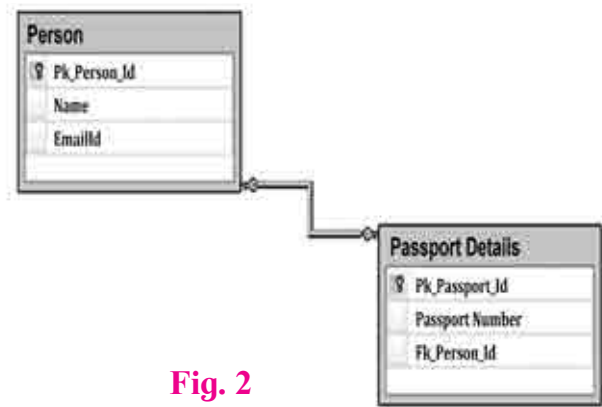 Person
Pk_Person_Id
Name
EmailId
Passport Details
Pk_Passport_Id
Passport Number
Fk_Person_Id
Fig. 2